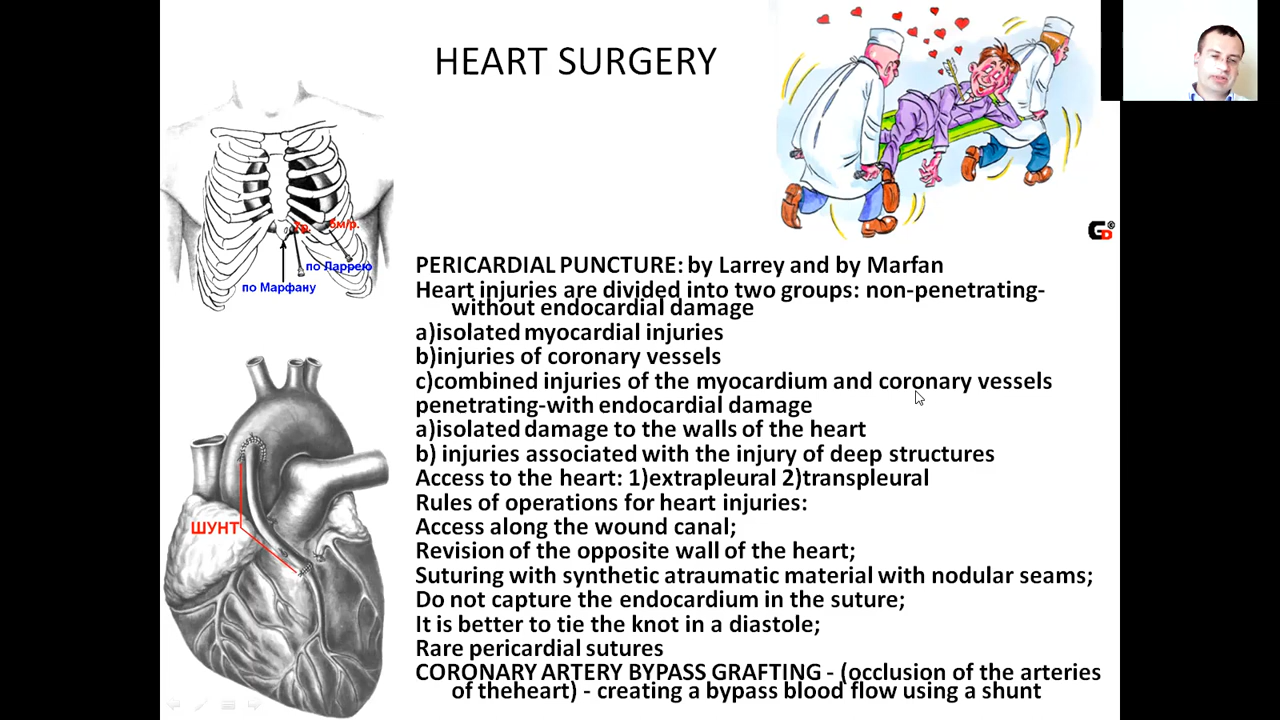 HEART SURGERY
7р.
5м/р.
по Ларрею
по Марфану
PERICARDIAL PUNCTURE: by Larrey and by Marfan
Heart injuries are divided into two groups: non-penetrating-
without endocardial damage
a)isolated myocardial injuries
b)injuries of coronary vessels
c)combined injuries of the myocardium and coronary vessels
penetrating-with endocardial damage
a)isolated damage to the walls of the heart
b) injuries associated with the injury of deep structures
Access to the heart: 1)extrapleural 2)transpleural
Rules of operations for heart injuries:
Access along the wound canal;
Revision of the opposite wall of the heart;
Suturing with synthetic atraumatic material with nodular seams;
Do not capture the endocardium in the suture;
It is better to tie the knot in a diastole;
Rare pericardial sutures
CORONARY ARTERY BYPASS GRAFTING - (occlusion of the arteries
of theheart) - creating a bypass blood flow using a shunt
ШУНТ